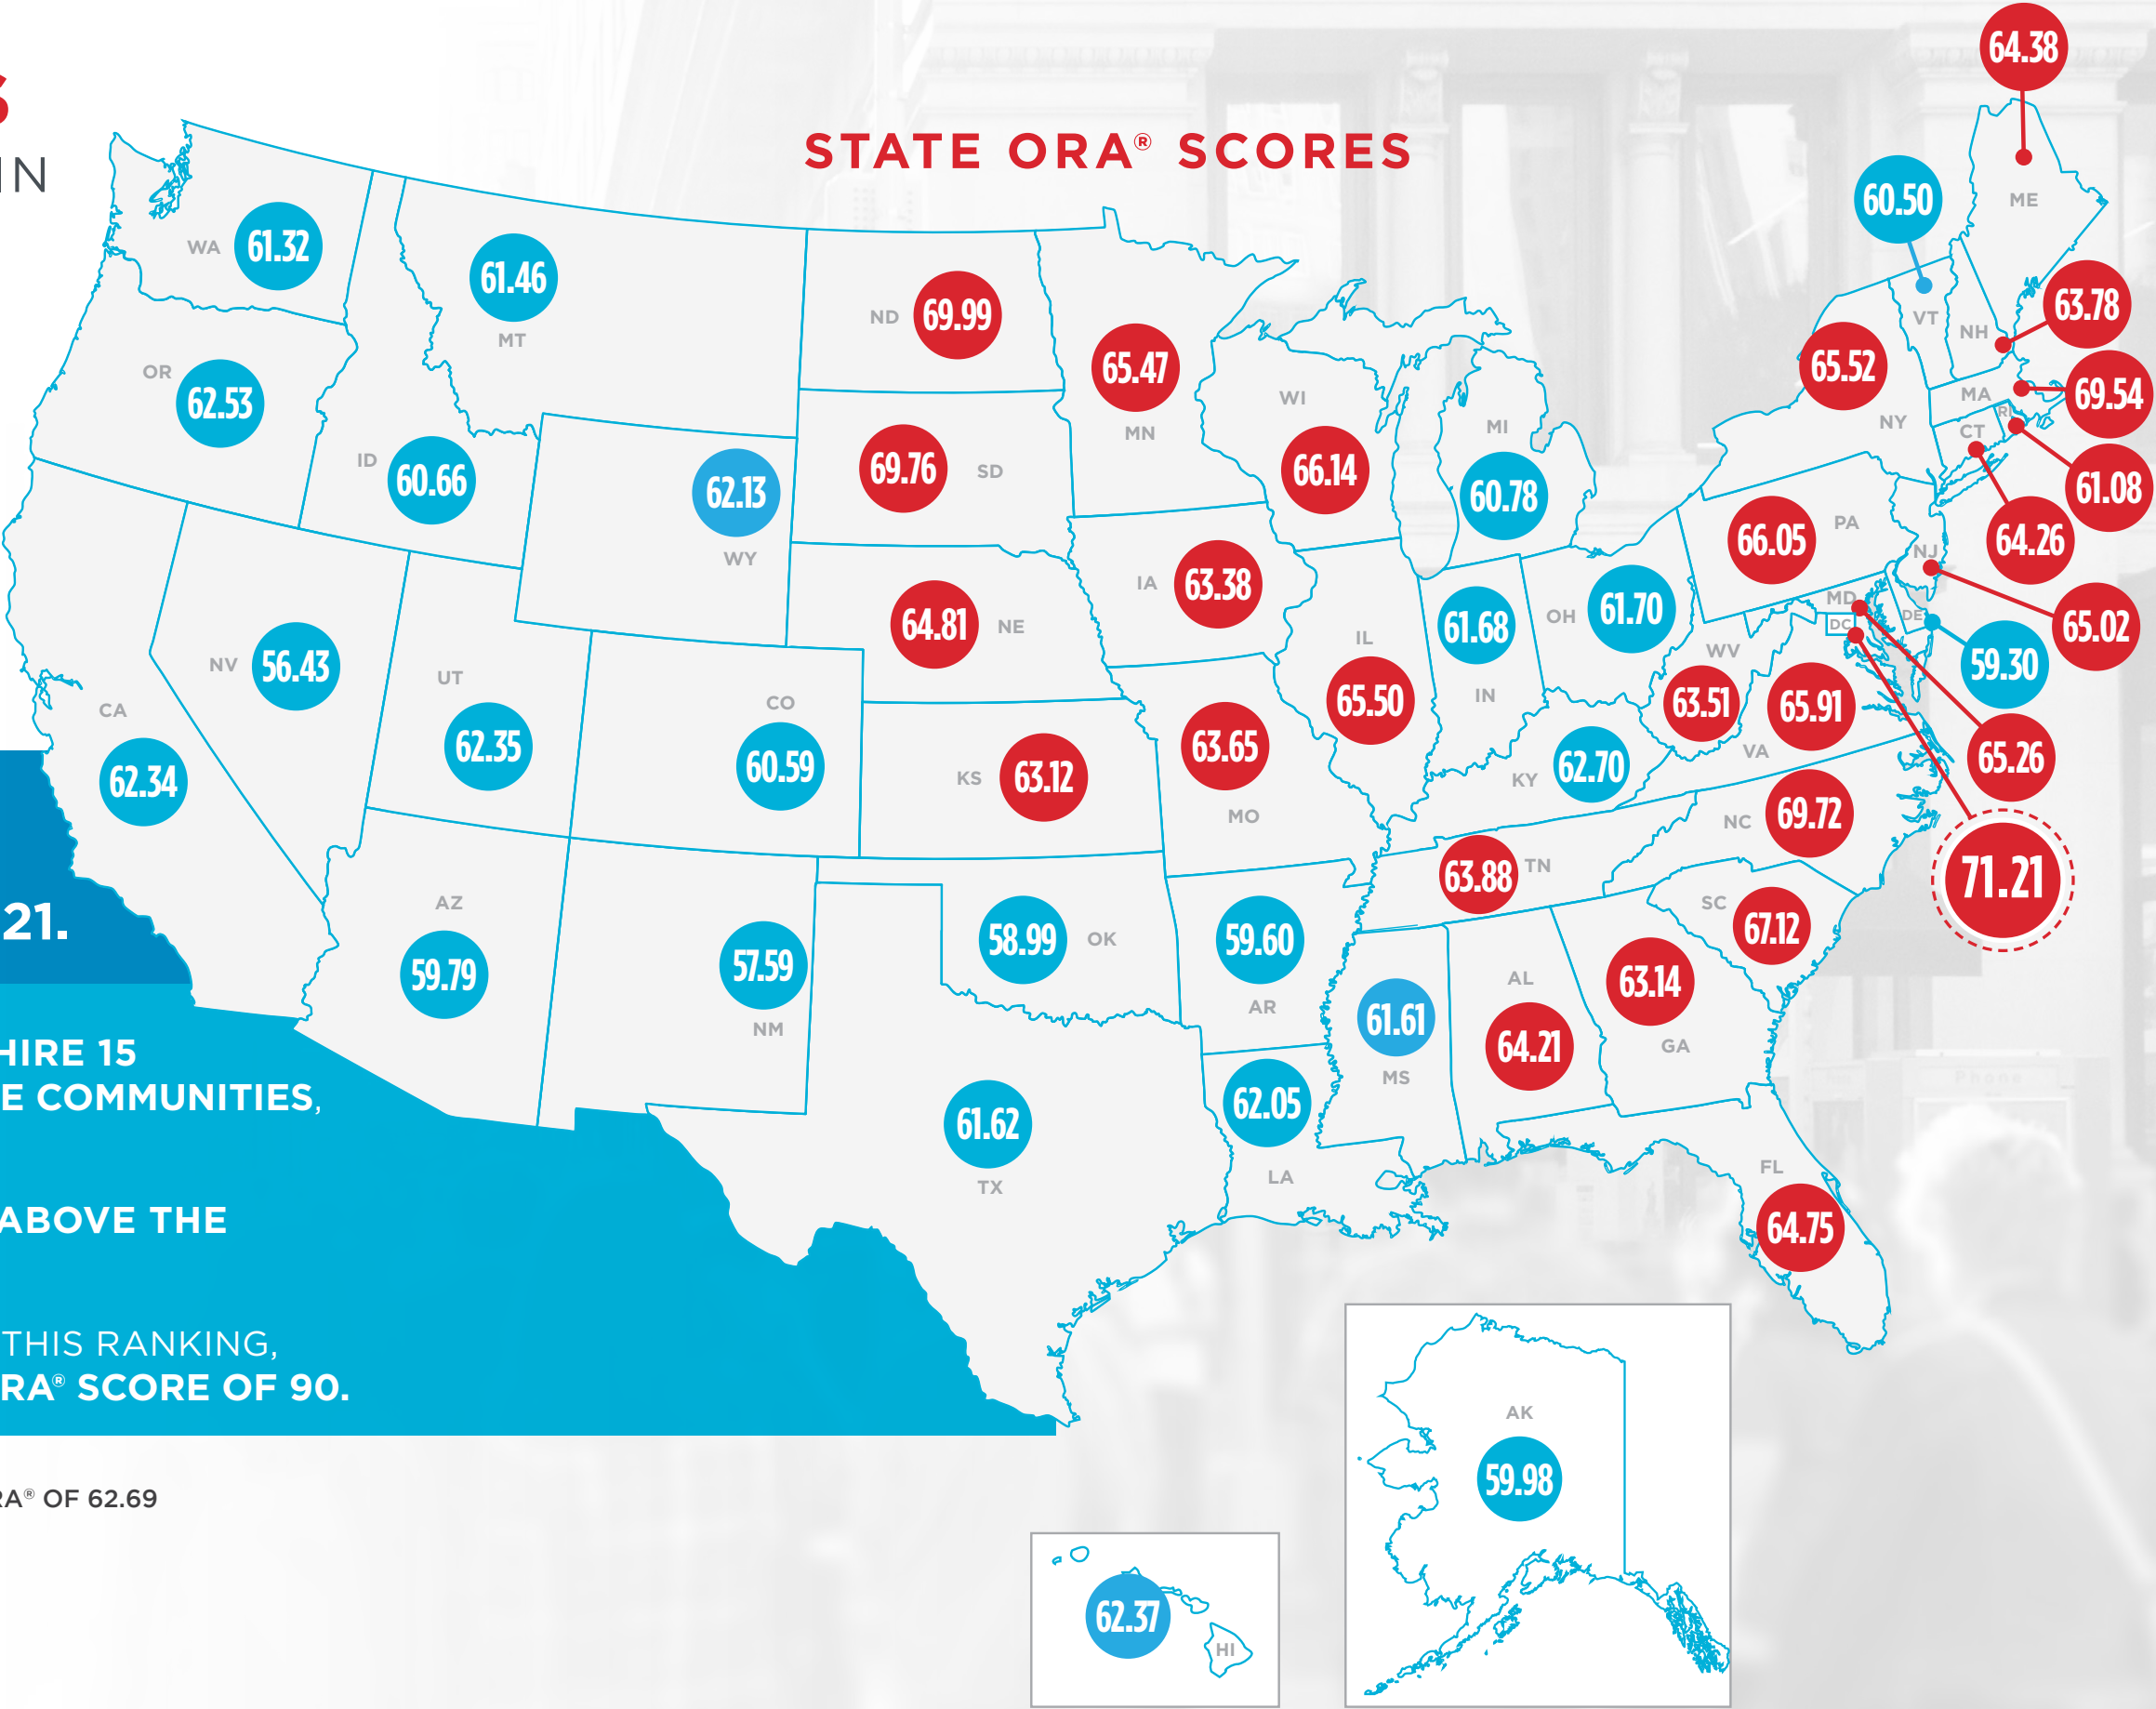 S
IN
STATE ORA® SCORES
64.38
ME
60.50
VT
63.78
NH
WA 61.32
61.46
MT
ND 69.99
65.47
MN
65.52
NY
69.54
MA
OR
62.53
WI
66.14
MI
60.78
RI
61.08
CT
64.26
ID 60.66
62.13
WY
69.76 SD
66.05 PA
NJ
65.02
IA 63.38
64.81 NE
61.68
IN
OH 61.70
MD
DC
DE
59.30
NV 56.43
UT
62.35
CO
60.59
IL
65.50
WV
63.51
65.91
VA
65.26
CA
62.34
KS 63.12
63.65
MO
KY 62.70
NC 69.72
71.21
63.88 TN
AZ
59.79
57.59
NM
58.99 OK
59.60
AR
SC
67.12
21.
61.61
MS
AL
64.21
63.14
GA
HIRE 15
E COMMUNITIES,
61.62
TX
62.05
LA
Phone
FL
64.75
ABOVE THE
THIS RANKING,
RA® SCORE OF 90.
AK
59.98
RA® OF 62.69
62.37
HI